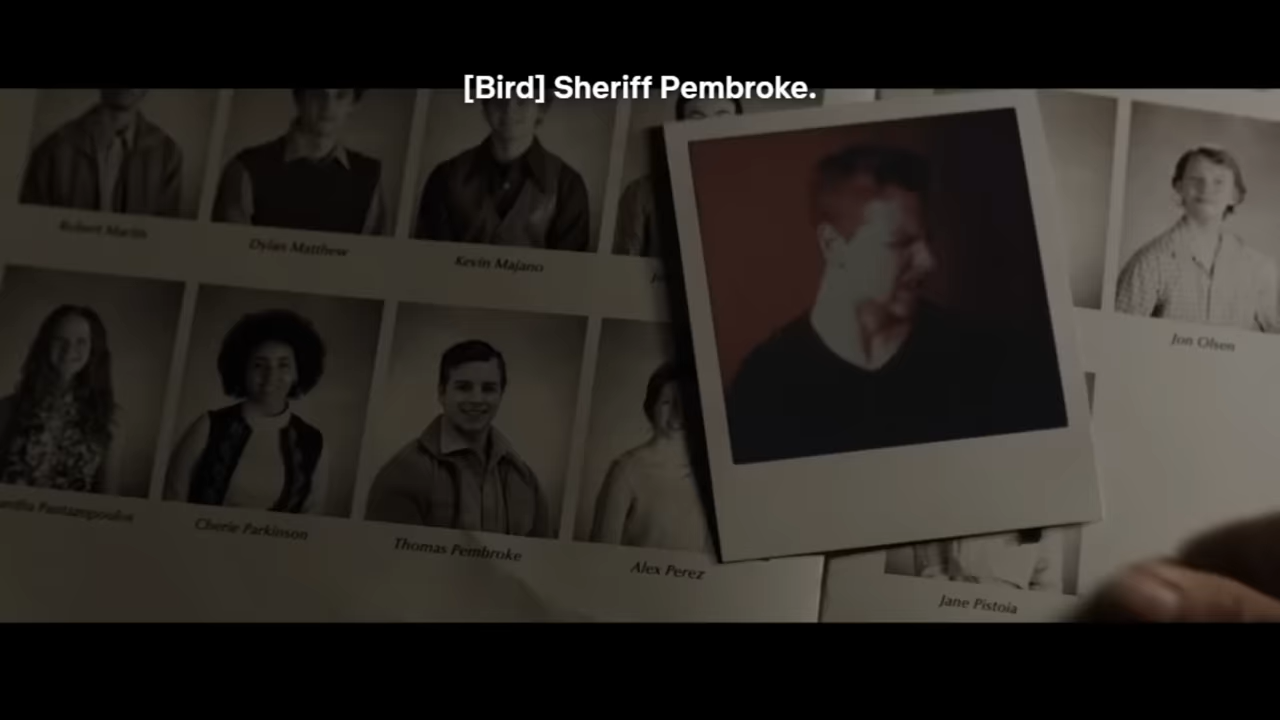 [Bird] Sheriff Pembroke.
Robert Martin
Dylan Matthew
Kevin Majano
Jon Olsen
Pantazopoulos
Cherie Parkinson
Thomas Pembroke
Alex Perez
Jane Pistoia